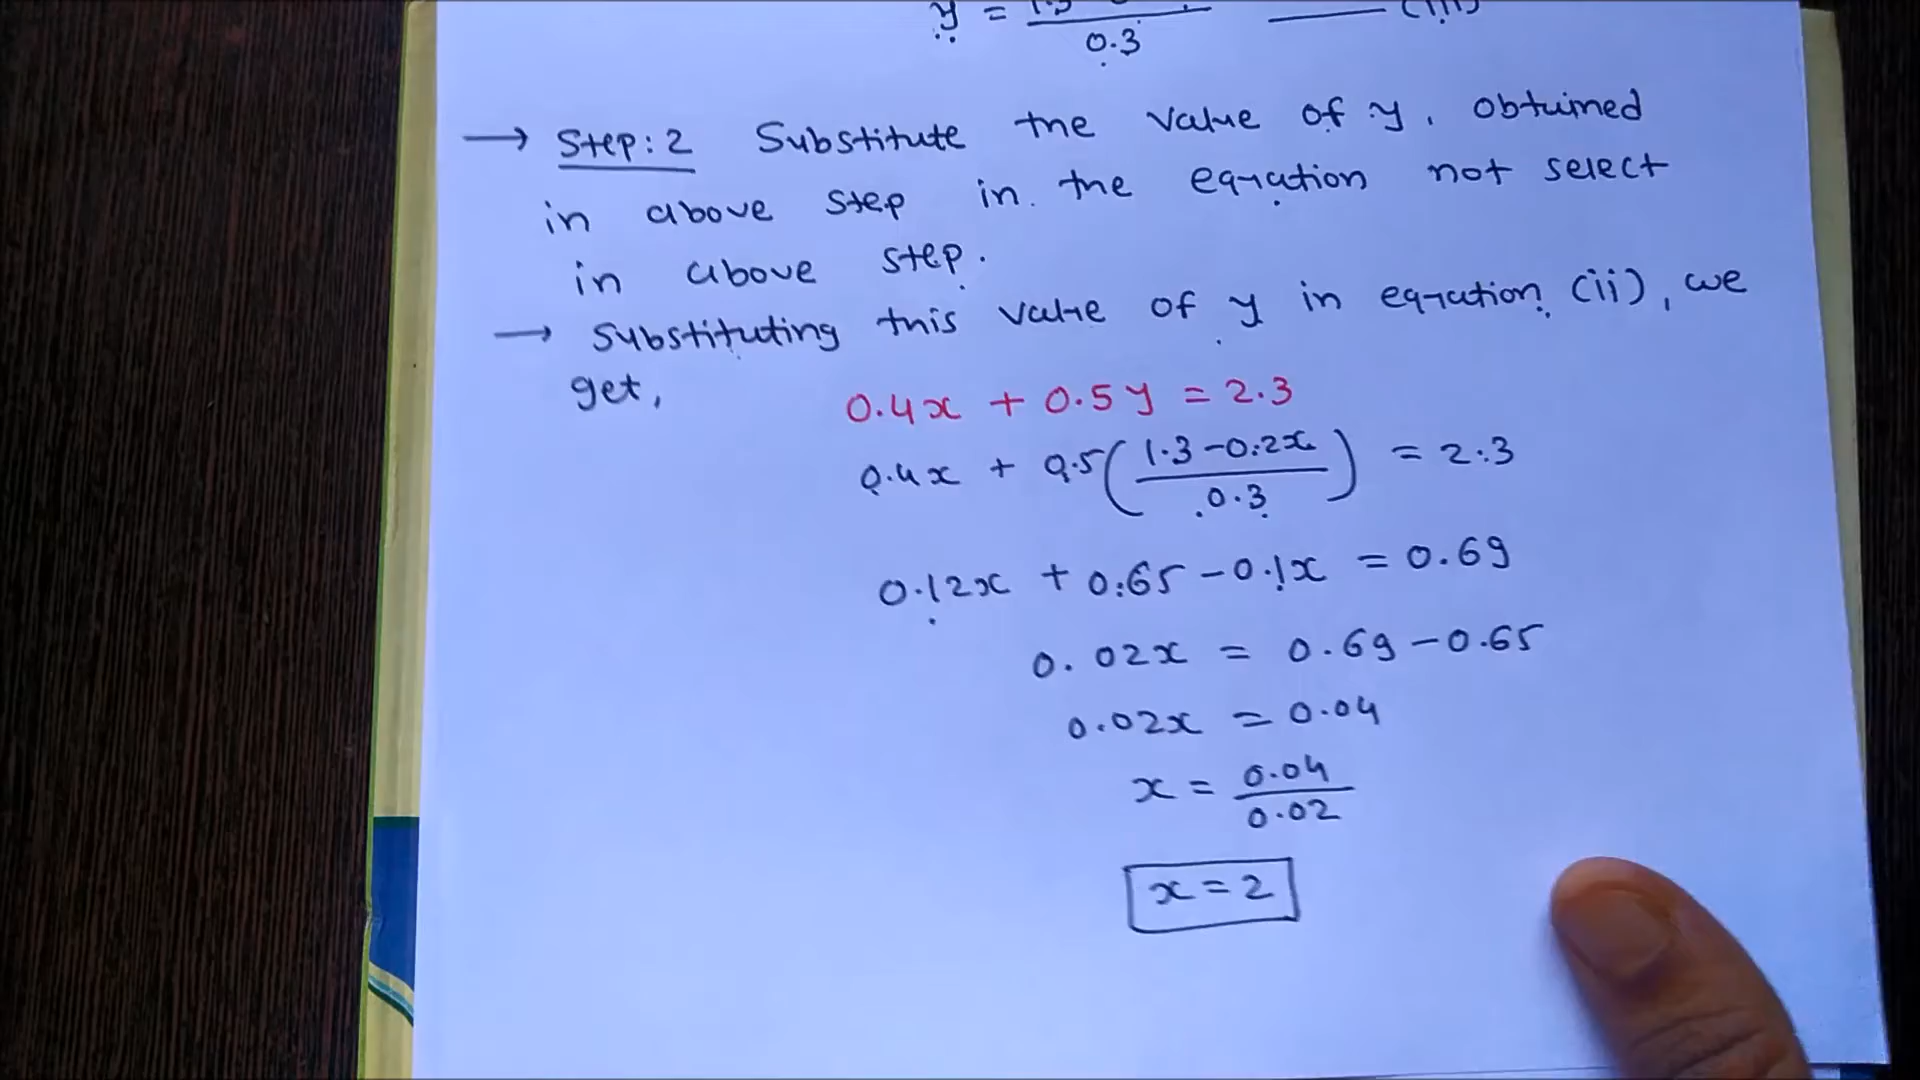 y = 1.3 / 0.3 (iii)
→ Step: 2 Substitute the value of y, obtained
in above step in the equation not select
in above step.
→ Substituting this value of y in equation (ii), we
get,
0.4x + 0.5y = 2.3
0.4x + 0.5((1.3-0.2x)/0.3) = 2.3
0.12x + 0.65 - 0.1x = 0.69
0.02x = 0.69 - 0.65
0.02x = 0.04
x = 0.04/0.02
x = 2